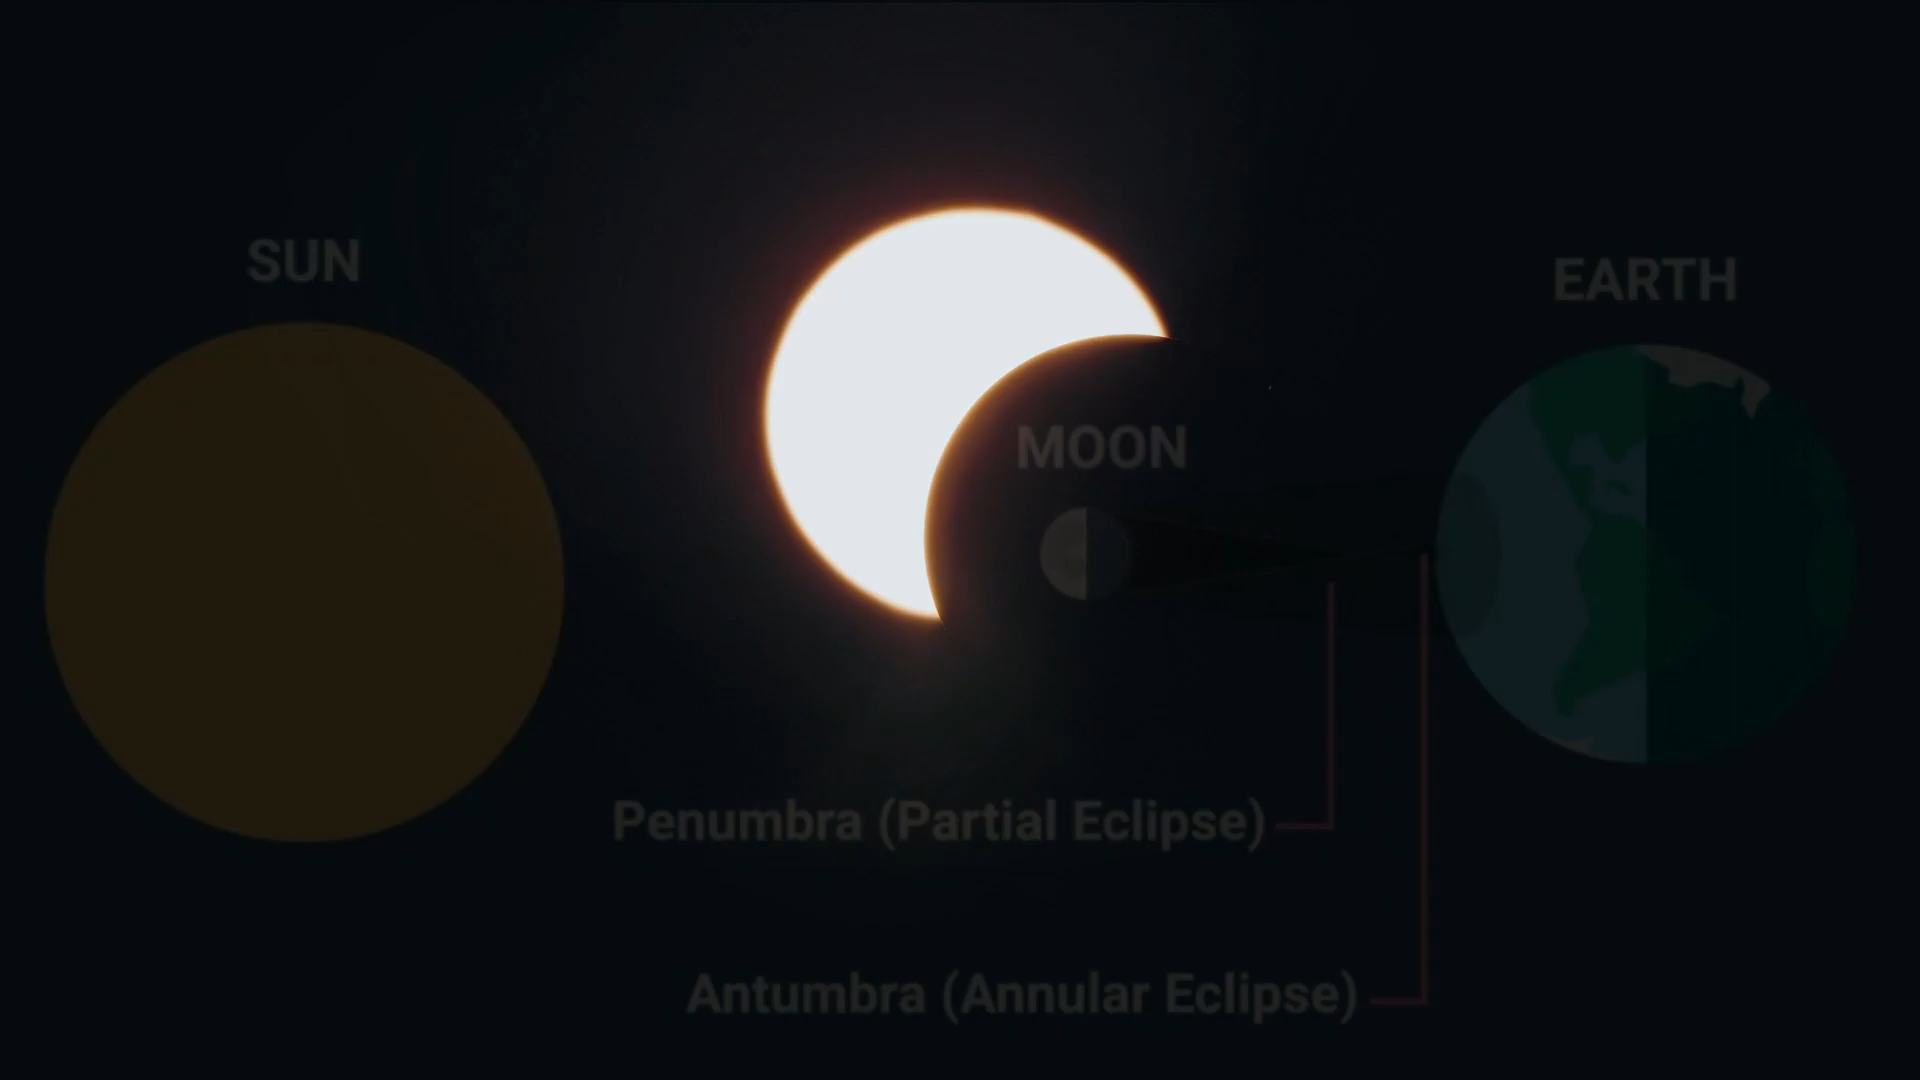 SUN
EARTH
MOON
Penumbra (Partial Eclipse)
Antumbra (Annular Eclipse)